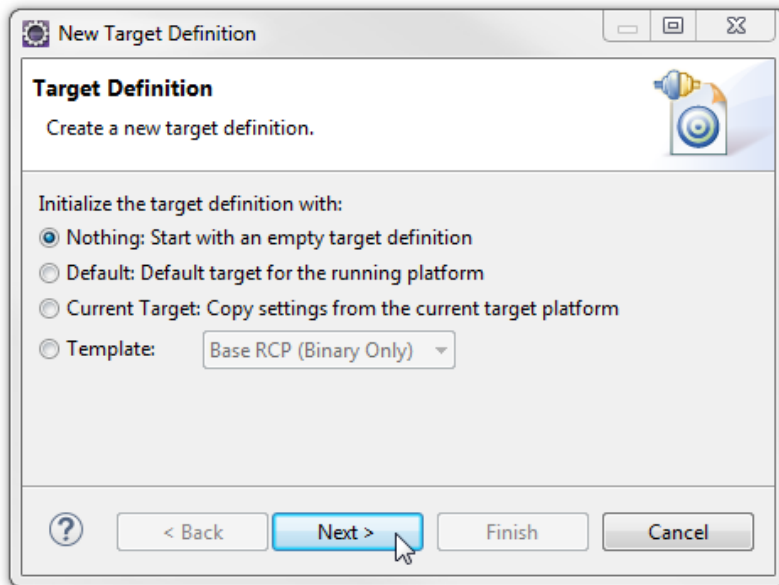 New Target Definition
Target Definition
Create a new target definition.
Initialize the target definition with:
Nothing: Start with an empty target definition
Default: Default target for the running platform
Current Target: Copy settings from the current target platform
Template: Base RCP (Binary Only)
? < Back Next > Finish Cancel